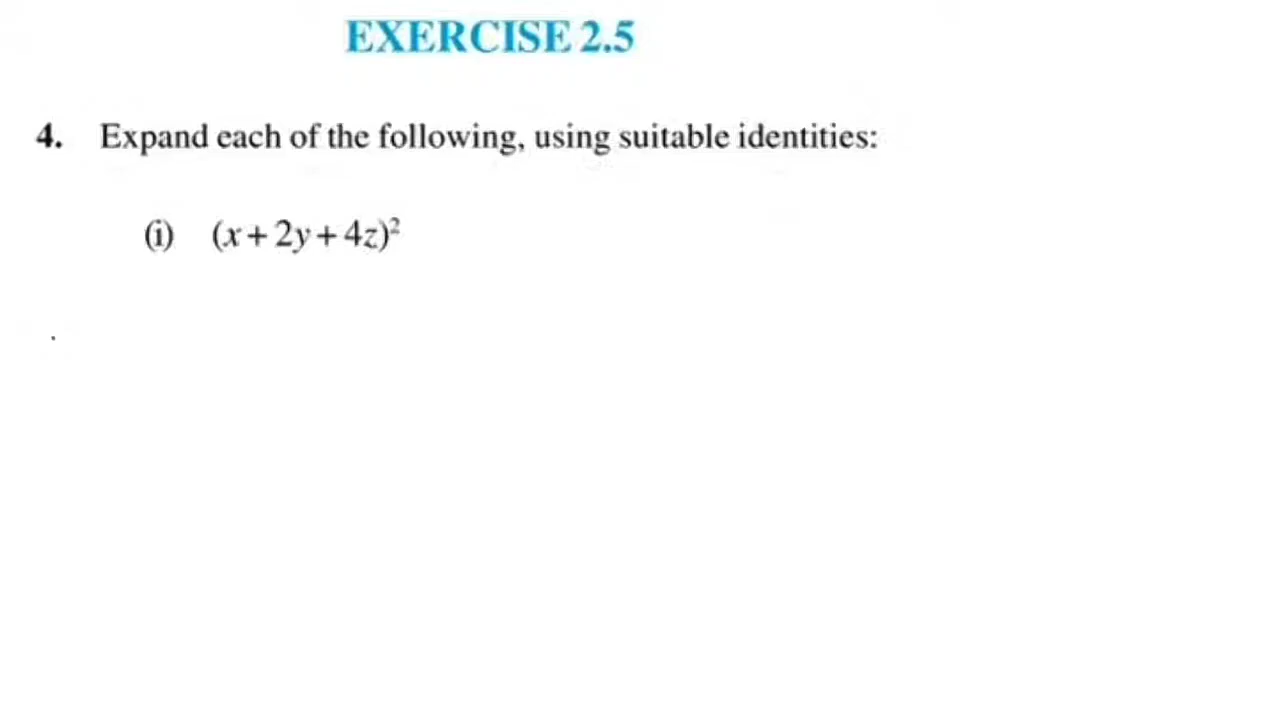 EXERCISE 2.5
4. Expand each of the following, using suitable identities:
(i) (x + 2y + 4z)²